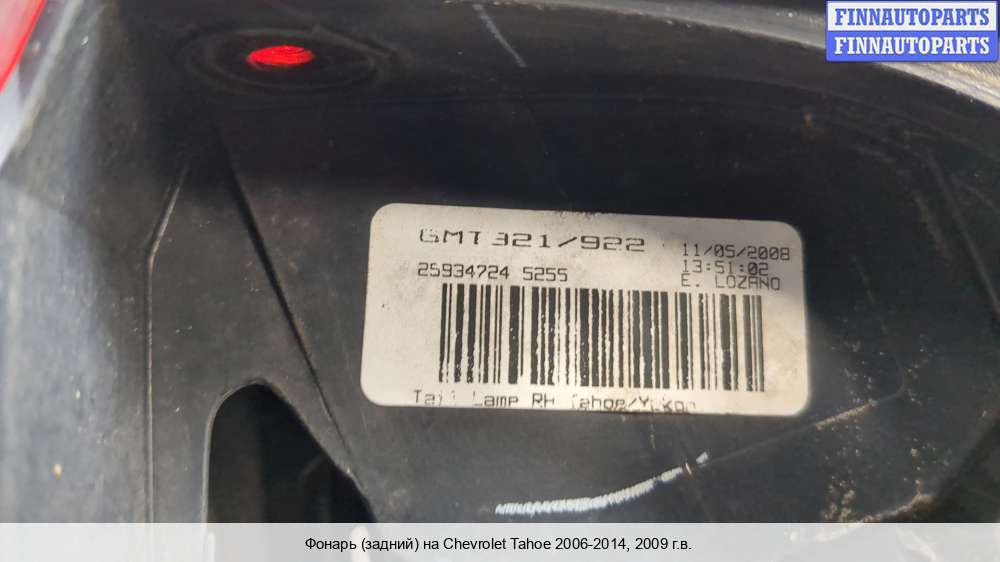 FINNAUTOPARTS
FINNAUTOPARTS
GMT 321/922
11/05/2008
13:51:02
25934724 5255
E. LOZANO
Tail Lamp RH Tahoe/Yukon
Фонарь (задний) на Chevrolet Tahoe 2006-2014, 2009 г.в.